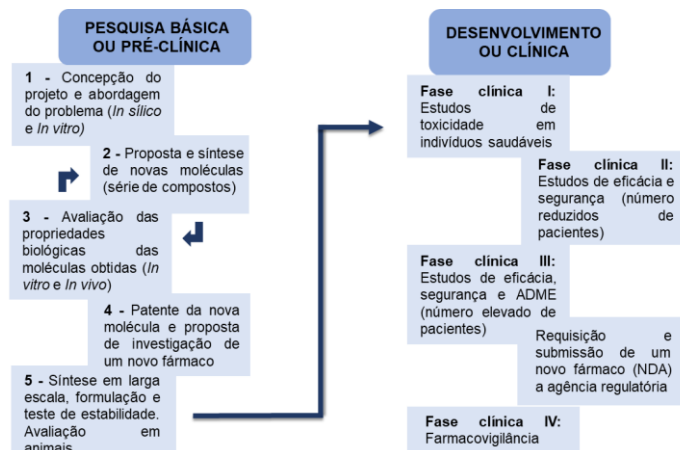 PESQUISA BÁSICA
OU PRÉ-CLÍNICA
1 - Concepção do
projeto e abordagem
do problema (In sílico
e In vitro)
2 - Proposta e síntese
de novas moléculas
(série de compostos)
3 - Avaliação das
propriedades
biológicas das
moléculas obtidas (In
vitro e In vivo)
4 - Patente da nova
molécula e proposta
de investigação de
um novo fármaco
5 - Síntese em larga
escala, formulação e
teste de estabilidade.
Avaliação em
animais
DESENVOLVIMENTO
OU CLÍNICA
Fase clínica I:
Estudos de
toxicidade em
indivíduos saudáveis
Fase clínica II:
Estudos de eficácia e
segurança (número
reduzidos de
pacientes)
Fase clínica III:
Estudos de eficácia,
segurança e ADME
(número elevado de
pacientes)
Requisição e
submissão de um
novo fármaco (NDA)
a agência regulatória
Fase clínica IV:
Farmacovigilância